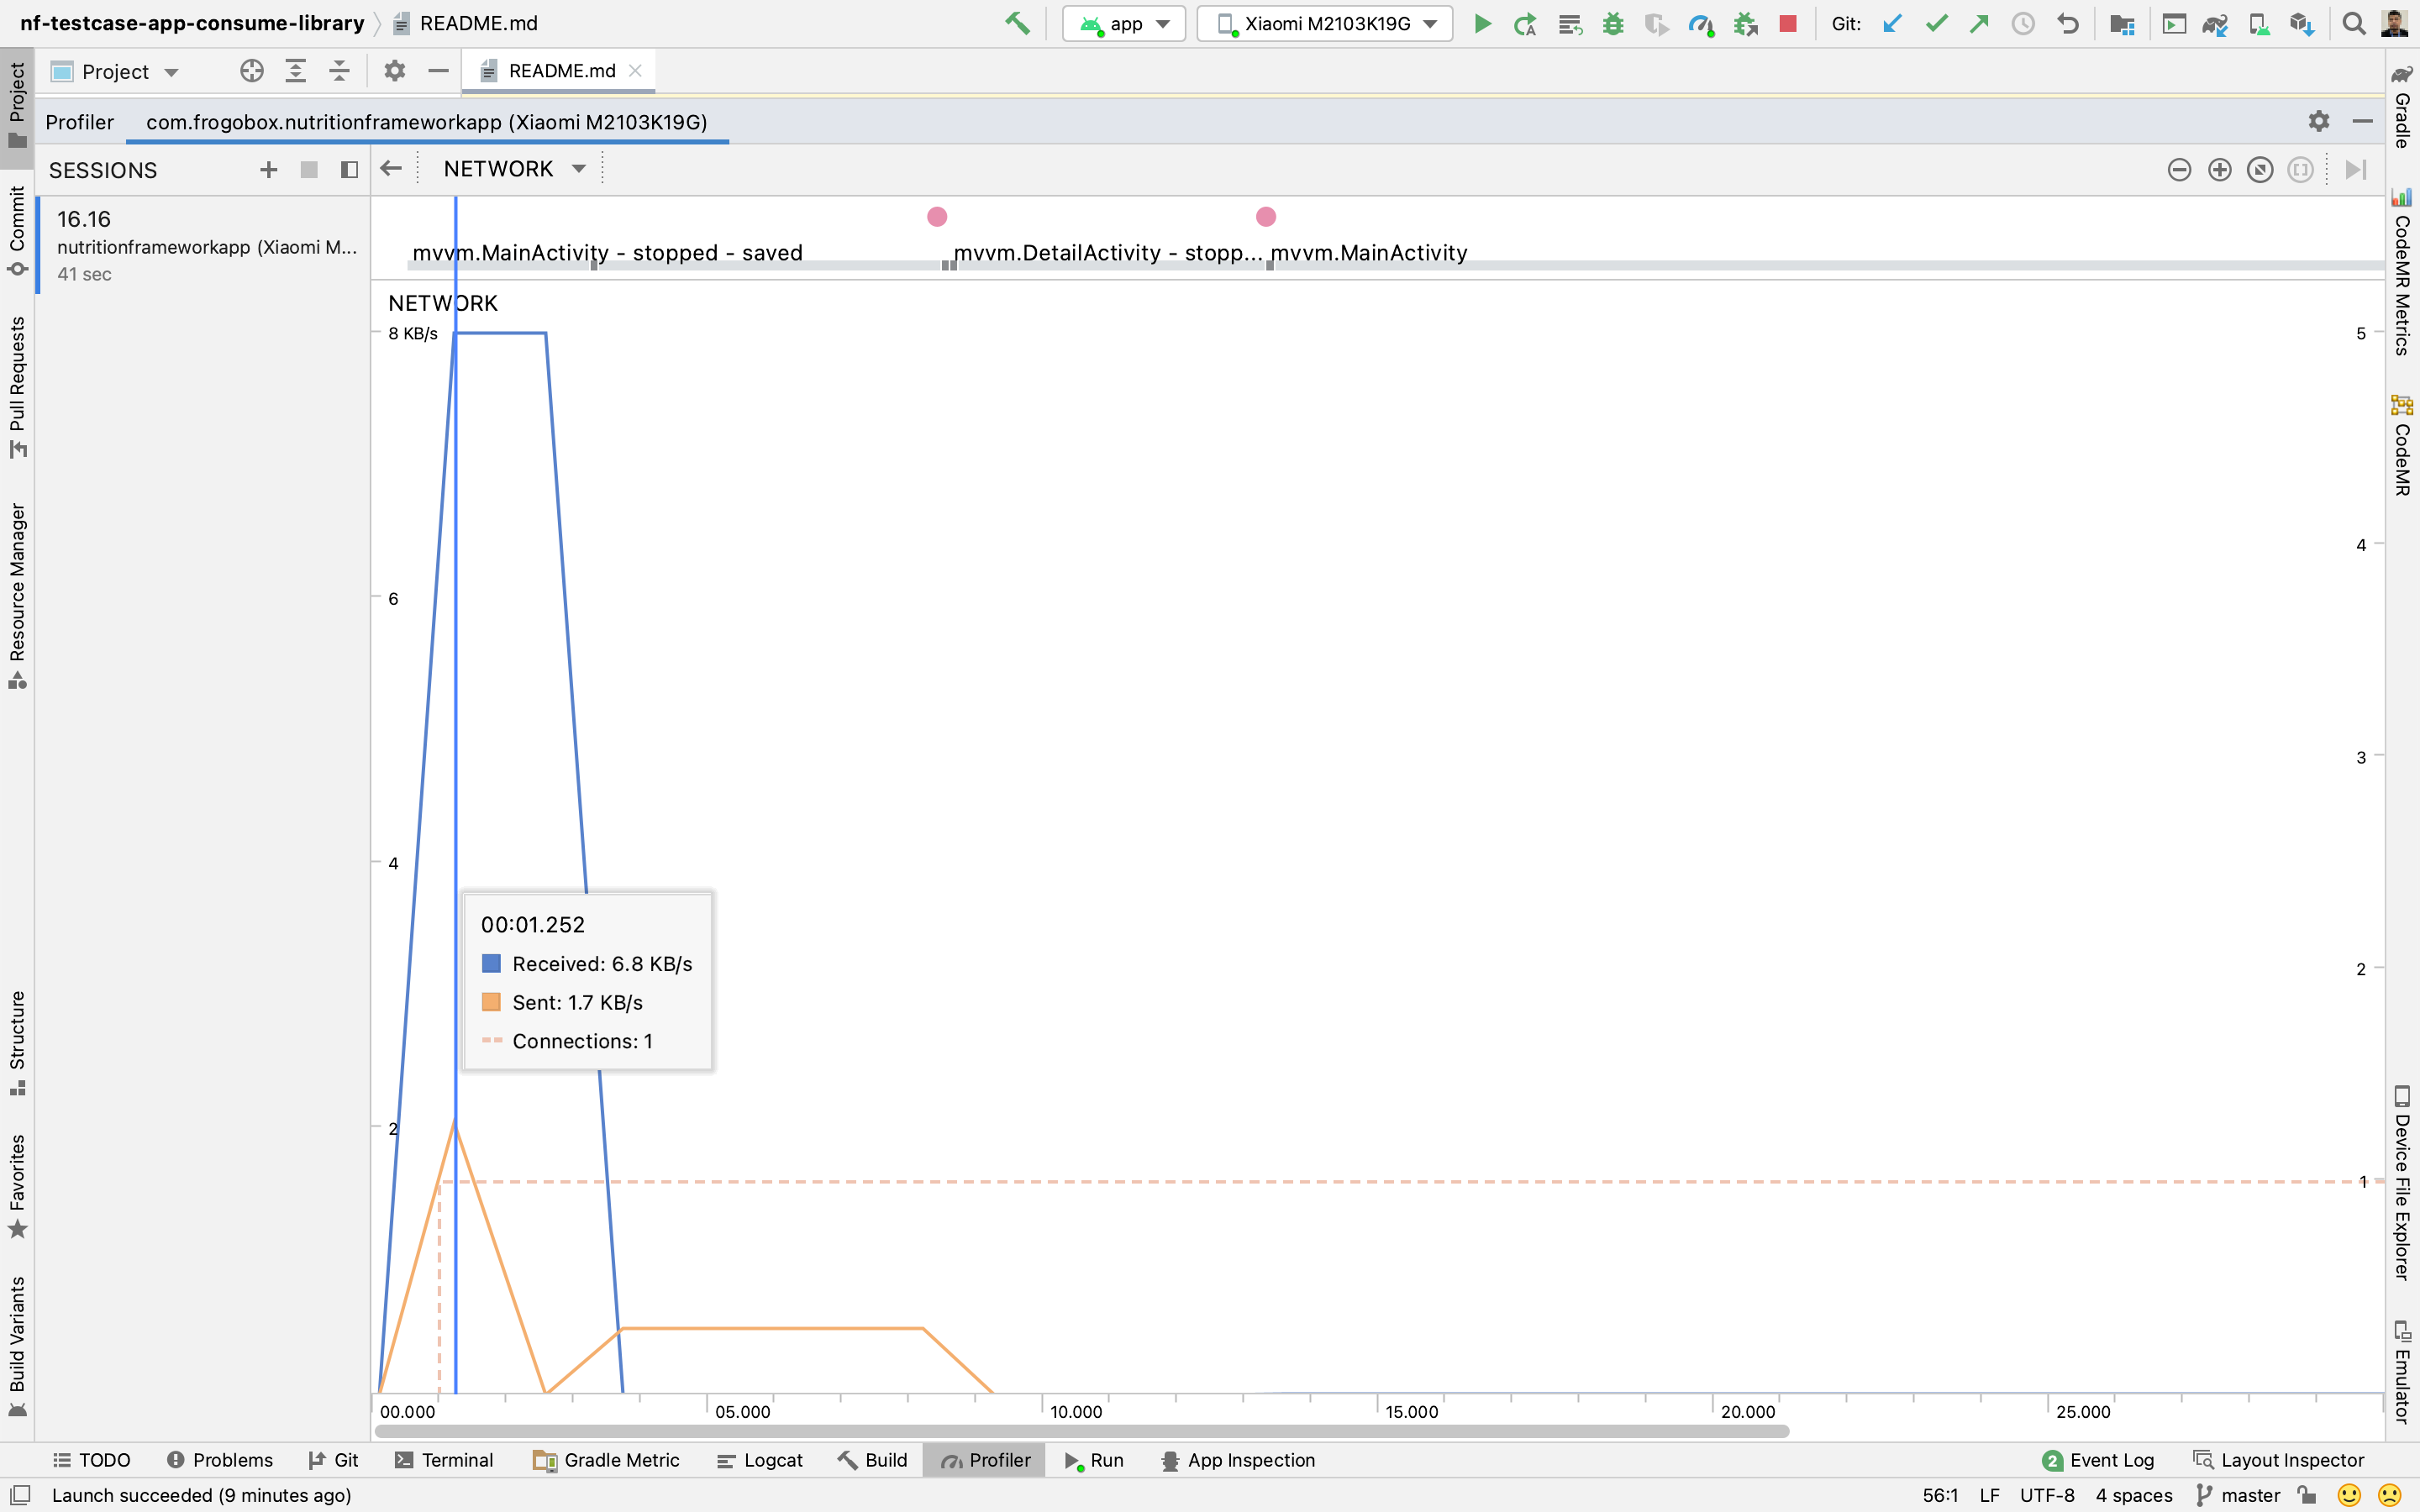 nf-testcase-app-consume-library README.md
app Xiaomi M2103K19G Git:
Project README.md
Profiler com.frogobox.nutritionframeworkapp (Xiaomi M2103K19G)
SESSIONS NETWORK
16.16
nutritionframeworkapp (Xiaomi M...
41 sec
mvvm.MainActivity - stopped - saved mvvm.DetailActivity - stopp... mvvm.MainActivity
NETWORK
8 KB/s 5
4
6
3
4
2
2
1
00:01.252
Received: 6.8 KB/s
Sent: 1.7 KB/s
Connections: 1
00.000 05.000 10.000 15.000 20.000 25.000
Project
Commit
Pull Requests
Resource Manager
Structure
Favorites
Build Variants
Gradle
CodeMR Metrics
CodeMR
Device File Explorer
Emulator
TODO Problems Git Terminal Gradle Metric Logcat Build Profiler Run App Inspection 2 Event Log Layout Inspector
Launch succeeded (9 minutes ago) 56:1 LF UTF-8 4 spaces master